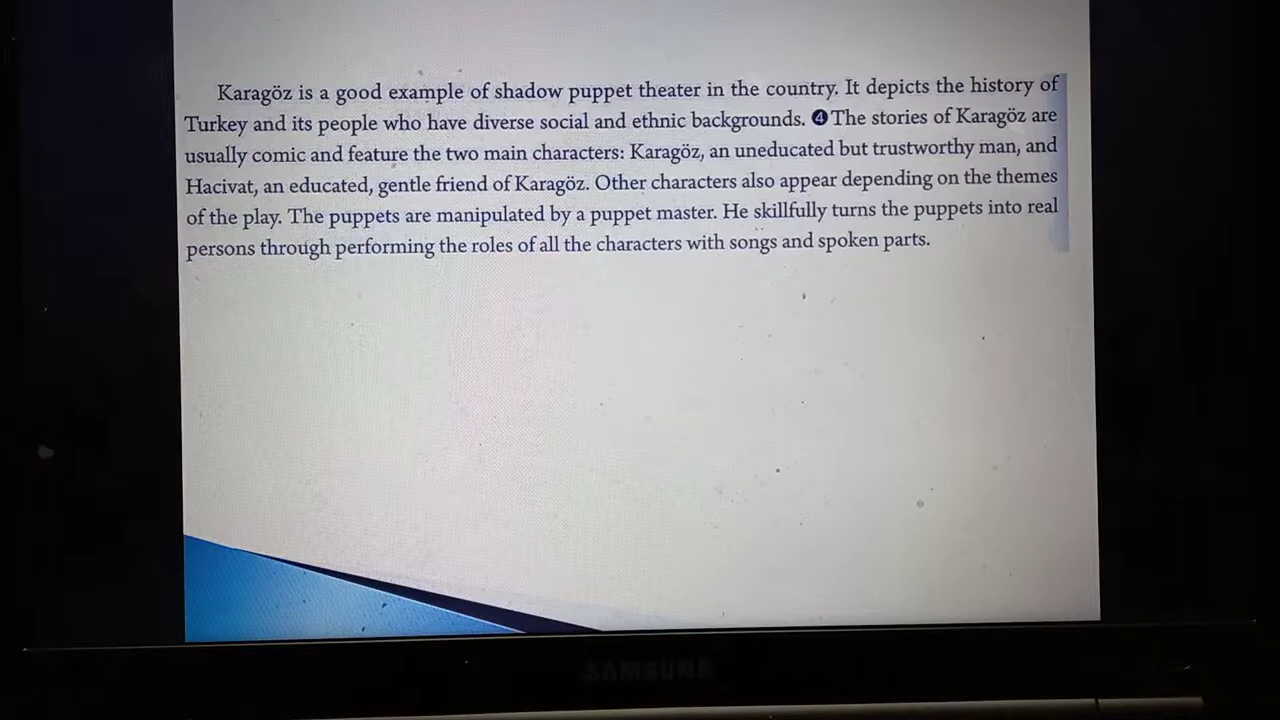 Karagöz is a good example of shadow puppet theater in the country. It depicts the history of
Turkey and its people who have diverse social and ethnic backgrounds. ❹The stories of Karagöz are
usually comic and feature the two main characters: Karagöz, an uneducated but trustworthy man, and
Hacivat, an educated, gentle friend of Karagöz. Other characters also appear depending on the themes
of the play. The puppets are manipulated by a puppet master. He skillfully turns the puppets into real
persons through performing the roles of all the characters with songs and spoken parts.
SAMSUNG